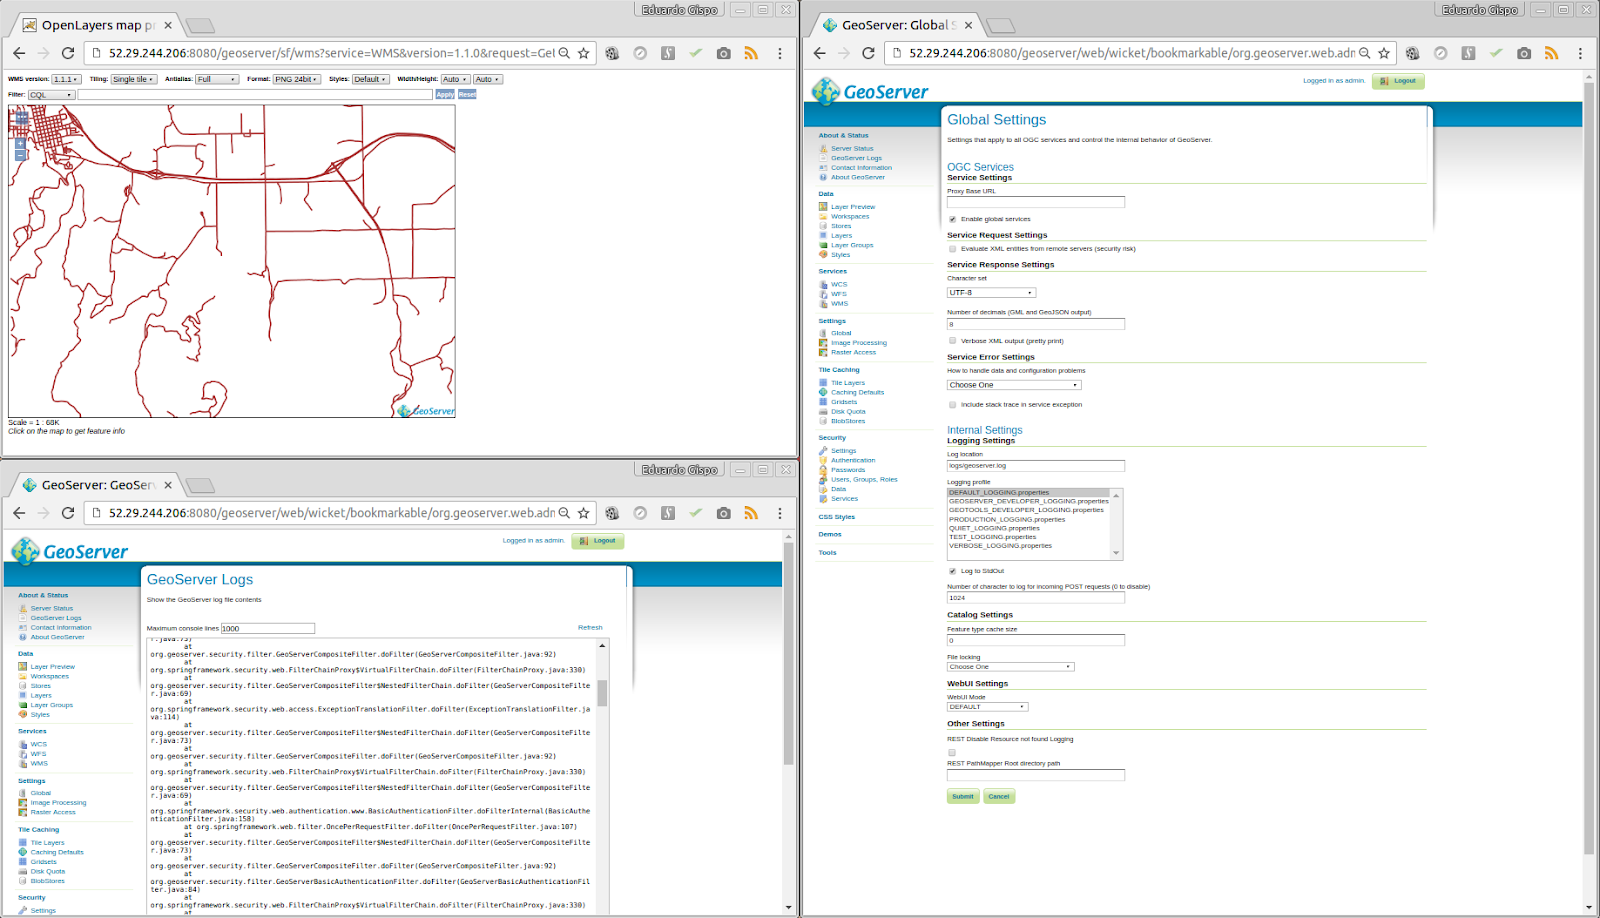 Eduardo Gispo
OpenLayers map p
52.29.244.206:8080/geoserver/sf/wms?service=WMS&version=1.1.0&request=Get
WMS version: 1.1.1 Tiling: Single tile Antialias: Full Format: PNG 24bit Styles: Default Width/Height: Auto Auto
Filter: CQL Apply Reset
GeoServer
Scale = 1 : 68K
Click on the map to get feature info
Eduardo Gispo
GeoServer: GeoServ
52.29.244.206:8080/geoserver/web/wicket/bookmarkable/org.geoserver.web.adn
GeoServer
Logged in as admin. Logout
About & Status
Server Status
GeoServer Logs
Contact Information
About GeoServer
Data
Layer Preview
Workspaces
Stores
Layers
Layer Groups
Styles
Services
WCS
WFS
WMS
Settings
Global
Image Processing
Raster Access
Tile Caching
Tile Layers
Caching Defaults
Gridsets
Disk Quota
BlobStores
Security
Settings
GeoServer Logs
Show the GeoServer log file contents
Maximum console lines 1000 Refresh
r.java:73)
at
org.geoserver.security.filter.GeoServerCompositeFilter.doFilter(GeoServerCompositeFilter.java:92)
at
org.springframework.security.web.FilterChainProxy$VirtualFilterChain.doFilter(FilterChainProxy.java:330)
at
org.geoserver.security.filter.GeoServerCompositeFilter$NestedFilterChain.doFilter(GeoServerCompositeFilte
r.java:69)
at
org.springframework.security.web.access.ExceptionTranslationFilter.doFilter(ExceptionTranslationFilter.ja
va:114)
at
org.geoserver.security.filter.GeoServerCompositeFilter$NestedFilterChain.doFilter(GeoServerCompositeFilte
r.java:73)
at
org.geoserver.security.filter.GeoServerCompositeFilter.doFilter(GeoServerCompositeFilter.java:92)
at
org.springframework.security.web.FilterChainProxy$VirtualFilterChain.doFilter(FilterChainProxy.java:330)
at
org.geoserver.security.filter.GeoServerCompositeFilter$NestedFilterChain.doFilter(GeoServerCompositeFilte
r.java:69)
at
org.springframework.security.web.authentication.www.BasicAuthenticationFilter.doFilterInternal(BasicAuthe
nticationFilter.java:158)
at org.springframework.web.filter.OncePerRequestFilter.doFilter(OncePerRequestFilter.java:107)
at
org.geoserver.security.filter.GeoServerCompositeFilter$NestedFilterChain.doFilter(GeoServerCompositeFilte
r.java:73)
at
org.geoserver.security.filter.GeoServerCompositeFilter.doFilter(GeoServerCompositeFilter.java:92)
at
org.geoserver.security.filter.GeoServerBasicAuthenticationFilter.doFilter(GeoServerBasicAuthenticationFil
ter.java:84)
at
org.springframework.security.web.FilterChainProxy$VirtualFilterChain.doFilter(FilterChainProxy.java:330)
at
Eduardo Gispo
GeoServer: Global S
52.29.244.206:8080/geoserver/web/wicket/bookmarkable/org.geoserver.web.adn
GeoServer
Logged in as admin. Logout
About & Status
Server Status
GeoServer Logs
Contact Information
About GeoServer
Data
Layer Preview
Workspaces
Stores
Layers
Layer Groups
Styles
Services
WCS
WFS
WMS
Settings
Global
Image Processing
Raster Access
Tile Caching
Tile Layers
Caching Defaults
Gridsets
Disk Quota
BlobStores
Security
Settings
Authentication
Passwords
Users, Groups, Roles
Data
Services
CSS Styles
Demos
Tools
Global Settings
Settings that apply to all OGC services and control the internal behavior of GeoServer.
OGC Services
Service Settings
Proxy Base URL
Enable global services
Service Request Settings
Evaluate XML entities from remote servers (security risk)
Service Response Settings
Character set
UTF-8
Number of decimals (GML and GeoJSON output)
8
Verbose XML output (pretty print)
Service Error Settings
How to handle data and configuration problems
Choose One
Include stack trace in service exception
Internal Settings
Logging Settings
Log location
logs/geoserver.log
Logging profile
DEFAULT_LOGGING.properties
GEOSERVER_DEVELOPER_LOGGING.properties
GEOTOOLS_DEVELOPER_LOGGING.properties
PRODUCTION_LOGGING.properties
QUIET_LOGGING.properties
TEST_LOGGING.properties
VERBOSE_LOGGING.properties
Log to StdOut
Number of character to log for incoming POST requests (0 to disable)
1024
Catalog Settings
Feature type cache size
0
File locking
Choose One
WebUI Settings
WebUI Mode
DEFAULT
Other Settings
REST Disable Resource not found Logging
REST PathMapper Root directory path
Submit Cancel